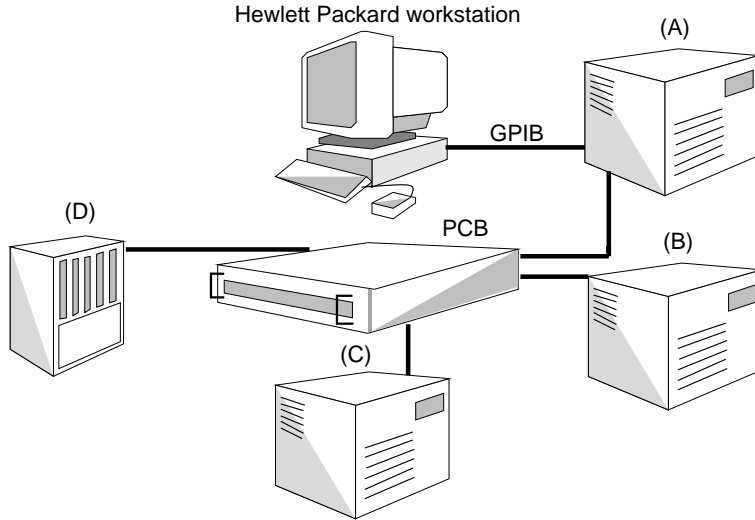 Hewlett Packard workstation
(A)
GPIB
(D)
PCB
(B)
(C)